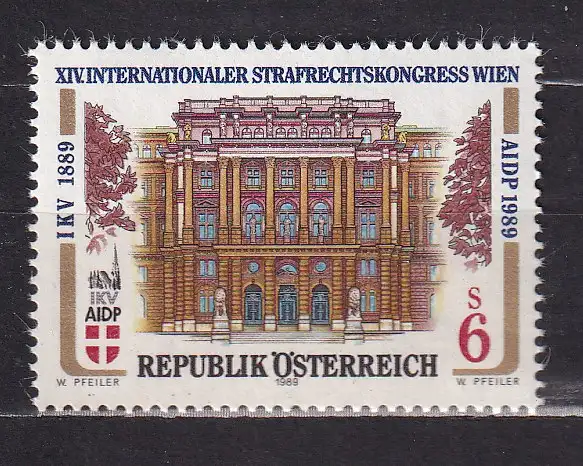 XIV. INTERNATIONALER STRAFRECHTSKONGRESS WIEN
IKV 1889
AIDP 1989
IKV
AIDP
S
6
REPUBLIK ÖSTERREICH
1989
W. PFEILER
W. PFEILER